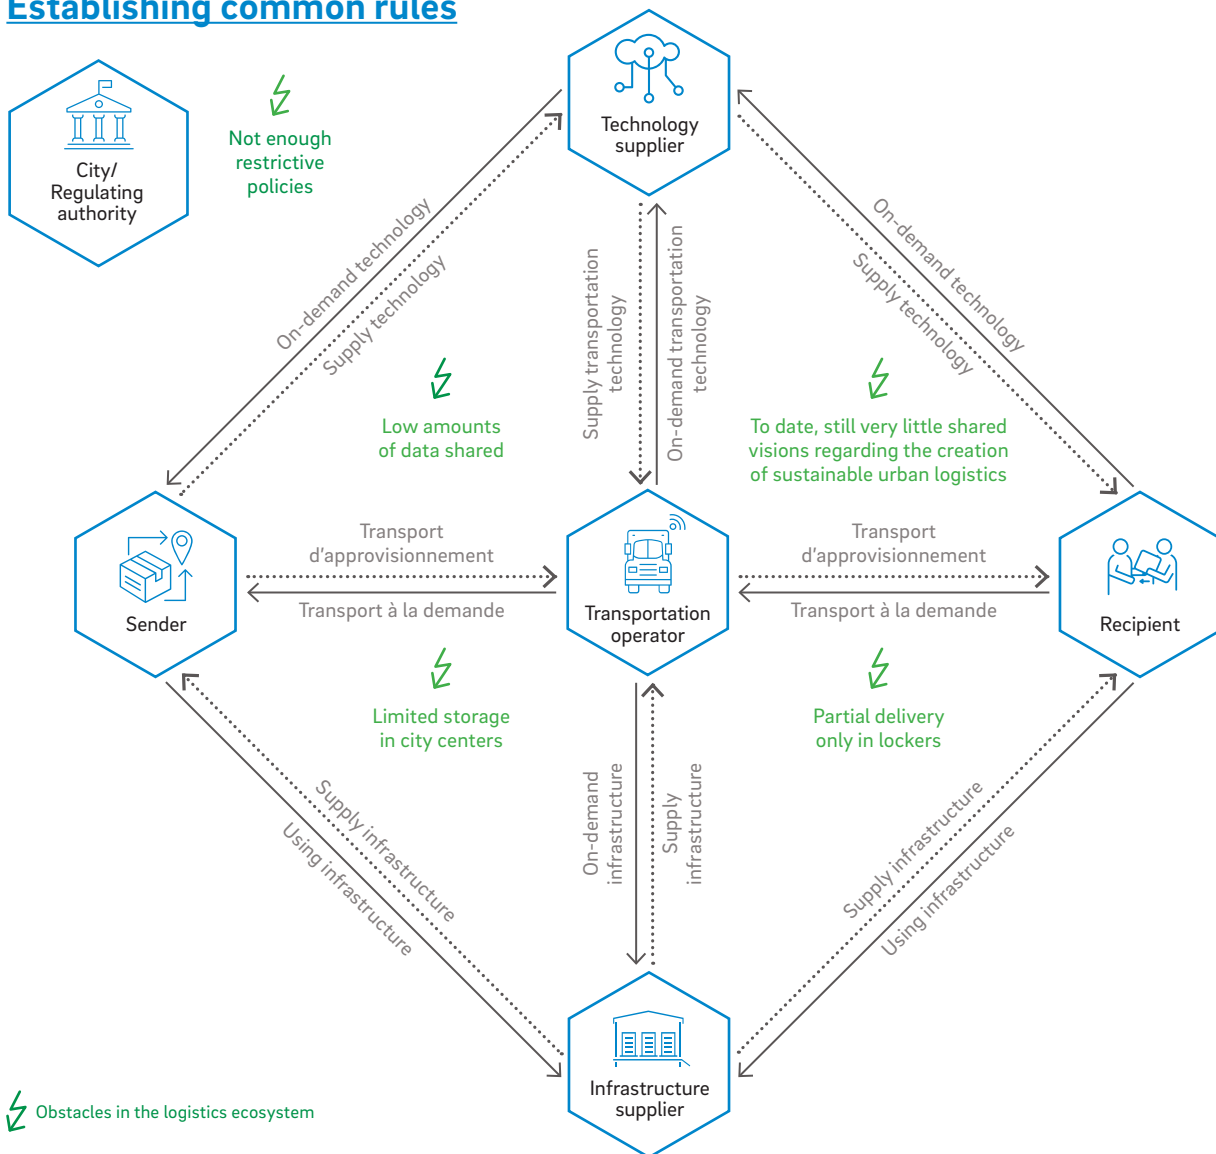 Establishing common rules
City/
Regulating
authority
Not enough
restrictive
policies
Technology
supplier
On-demand technology
Supply technology
Supply transportation
technology
On-demand transportation
technology
On-demand technology
Supply technology
Low amounts
of data shared
To date, still very little shared
visions regarding the creation
of sustainable urban logistics
Sender
Transport
d'approvisionnement
Transport à la demande
Transportation
operator
Transport
d'approvisionnement
Transport à la demande
Recipient
Limited storage
in city centers
Partial delivery
only in lockers
Supply infrastructure
Using infrastructure
On-demand
infrastructure
Supply
infrastructure
Supply infrastructure
Using infrastructure
Infrastructure
supplier
Obstacles in the logistics ecosystem